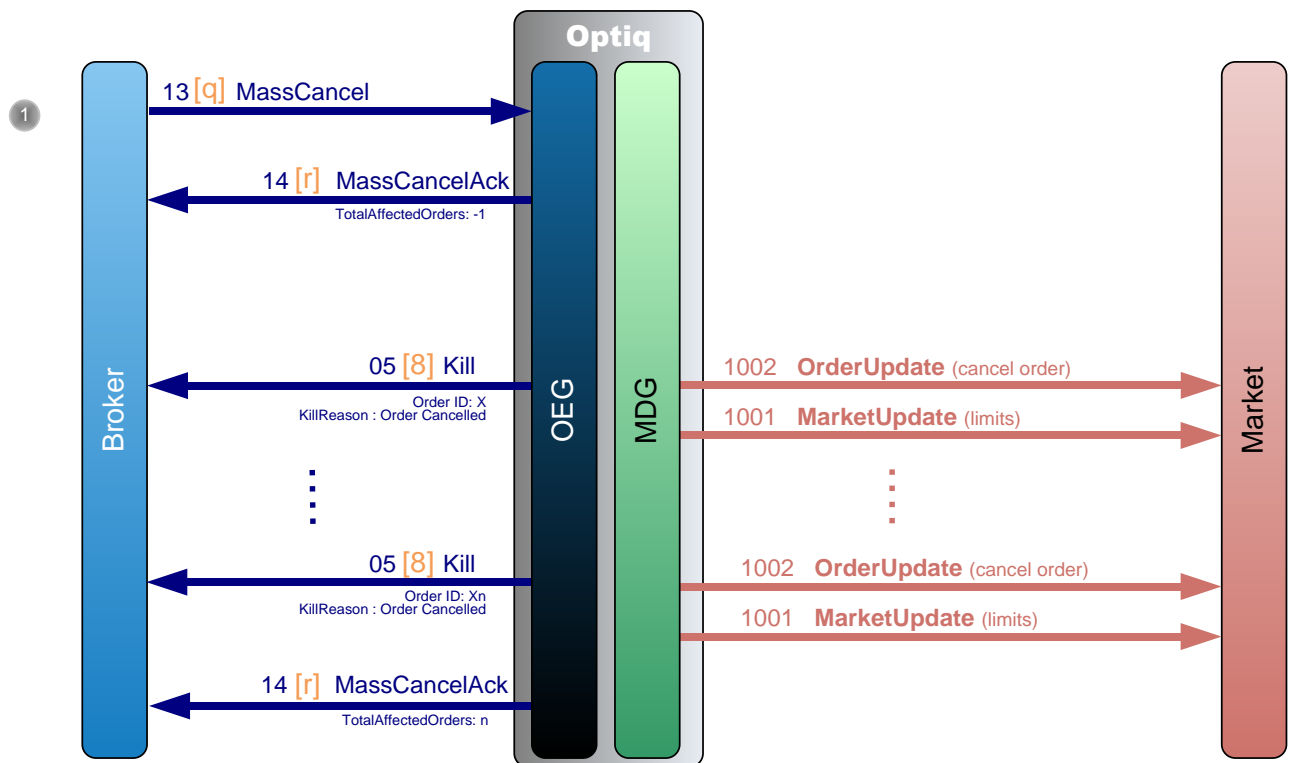 Optiq
1
13 [q] MassCancel
14 [r] MassCancelAck
TotalAffectedOrders: -1
05 [8] Kill
Order ID: X
KillReason : Order Cancelled
1002 OrderUpdate (cancel order)
1001 MarketUpdate (limits)
Broker
OEG
MDG
Market
05 [8] Kill
Order ID: Xn
KillReason : Order Cancelled
1002 OrderUpdate (cancel order)
1001 MarketUpdate (limits)
14 [r] MassCancelAck
TotalAffectedOrders: n